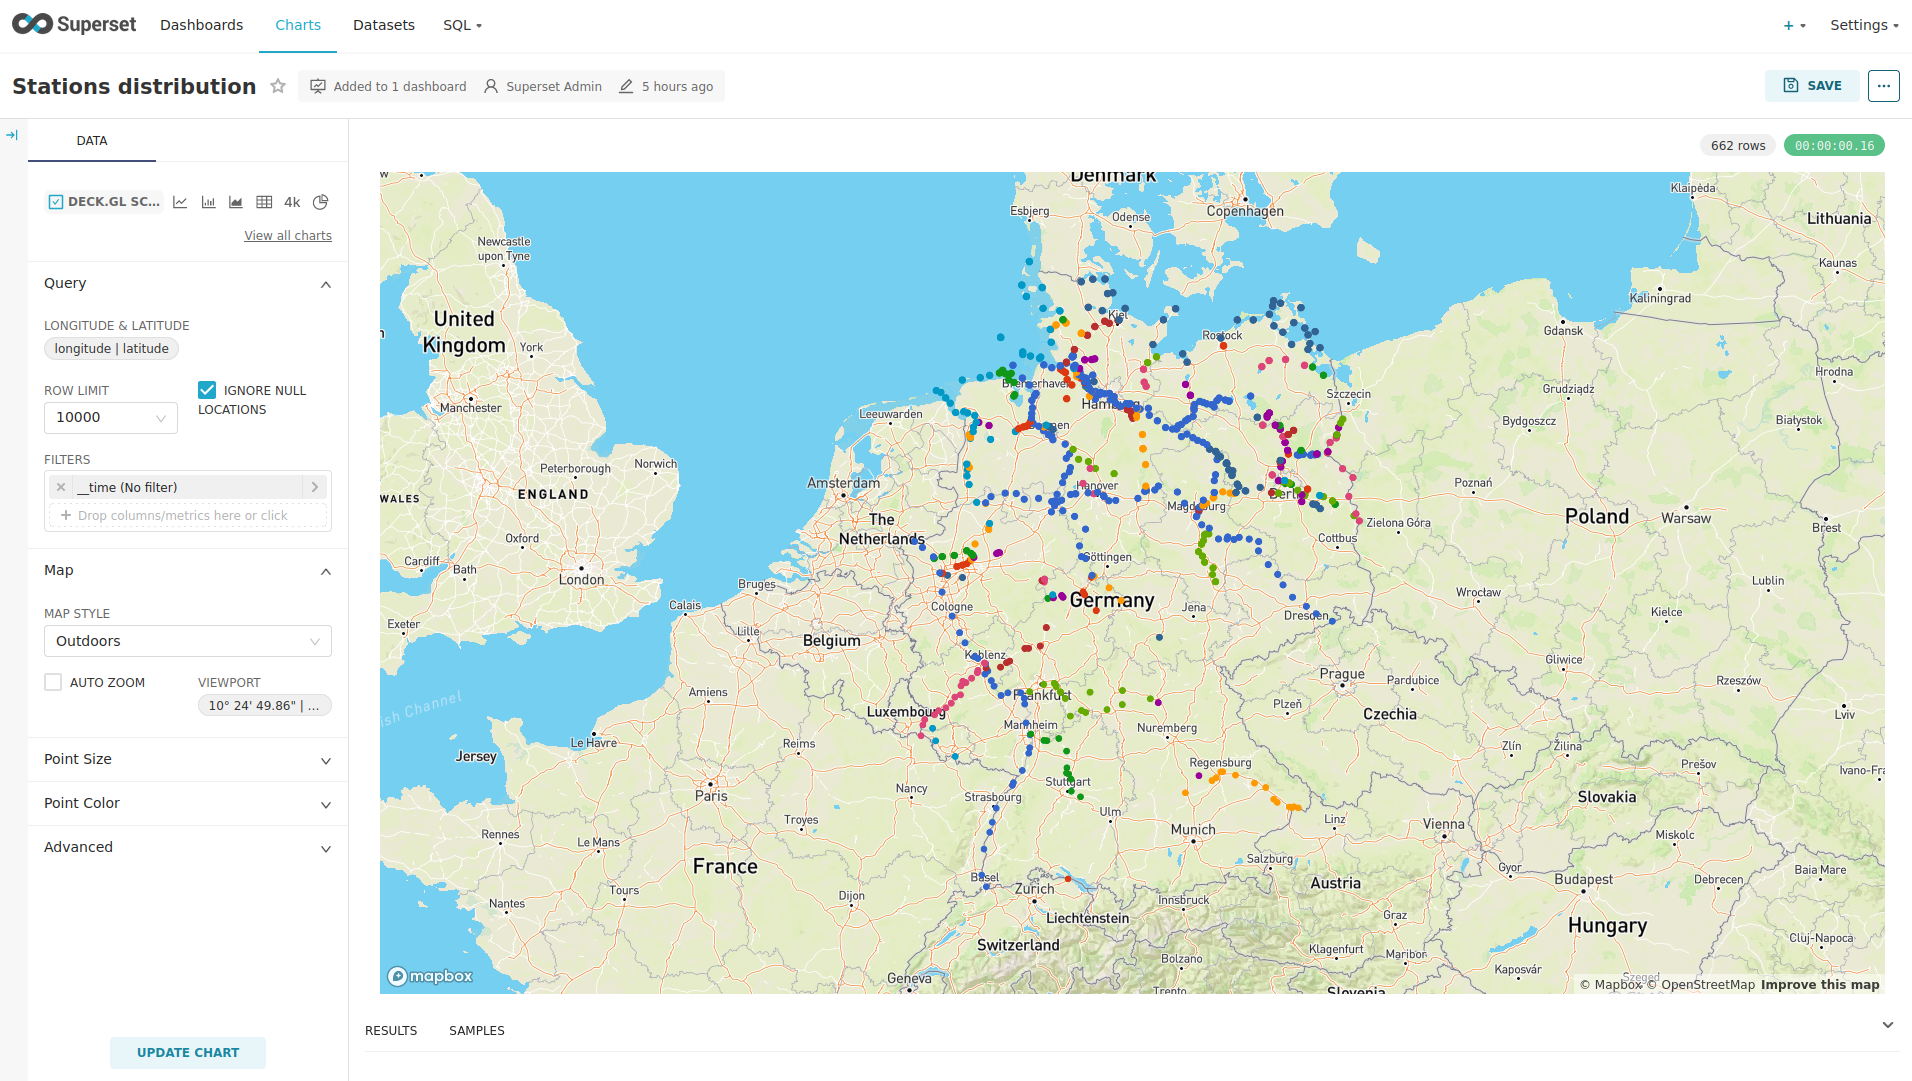 Superset
Dashboards
Charts
Datasets
SQL
+
Settings
Stations distribution
Added to 1 dashboard
Superset Admin
5 hours ago
SAVE
DATA
DECK.GL SC...
4k
View all charts
Query
LONGITUDE & LATITUDE
longitude | latitude
ROW LIMIT
10000
IGNORE NULL
LOCATIONS
FILTERS
__time (No filter)
+ Drop columns/metrics here or click
Map
MAP STYLE
Outdoors
AUTO ZOOM
VIEWPORT
10° 24' 49.86" | ...
Point Size
Point Color
Advanced
UPDATE CHART
662 rows
00:00:00.16
Denmark
Klaipėda
Esbjerg
Odense
Copenhagen
Lithuania
Newcastle
upon Tyne
Kaunas
Kaliningrad
United
Kingdom
York
Kiel
Rostock
Gdansk
Hrodna
Manchester
Bremerhaven
Hamburg
Szczecin
Grudziądz
Leeuwarden
Bremen
Bydgoszcz
Białystok
Peterborough
Norwich
WALES
ENGLAND
Amsterdam
Hanover
Berlin
Poznań
Magdeburg
The
Netherlands
Zielona Góra
Poland
Warsaw
Brest
Oxford
Cottbus
Cardiff
Bath
London
Göttingen
Bruges
Lublin
Calais
Cologne
Germany
Jena
Wrocław
Kielce
Exeter
Lille
Belgium
Dresden
Koblenz
Gliwice
Prague
Pardubice
Rzeszów
Amiens
Frankfurt
ish Channel
Luxembourg
Plzeň
Czechia
Lviv
Mannheim
Nuremberg
Le Havre
Reims
Zlín
Žilina
Jersey
Regensburg
Prešov
Ivano-Fra
Stuttgart
Nancy
Paris
Strasbourg
Slovakia
Ulm
Troyes
Linz
Vienna
Rennes
Munich
Miskolc
Le Mans
Salzburg
France
Gyor
Baia Mare
Basel
Zurich
Austria
Budapest
Debrecen
Tours
Dijon
Innsbruck
Nantes
Liechtenstein
Graz
Hungary
Switzerland
Cluj-Napoca
Klagenfurt
Maribor
Bolzano
Kaposvár
Geneva
Szeged
Trento
Slovenia
mapbox
© Mapbox © OpenStreetMap Improve this map
RESULTS
SAMPLES